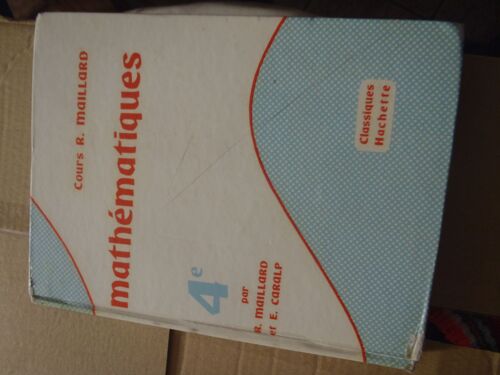 Cours R. MAILLARD
mathématiques
4e
par
R. MAILLARD
et E. CARALP
Classiques
Hachette